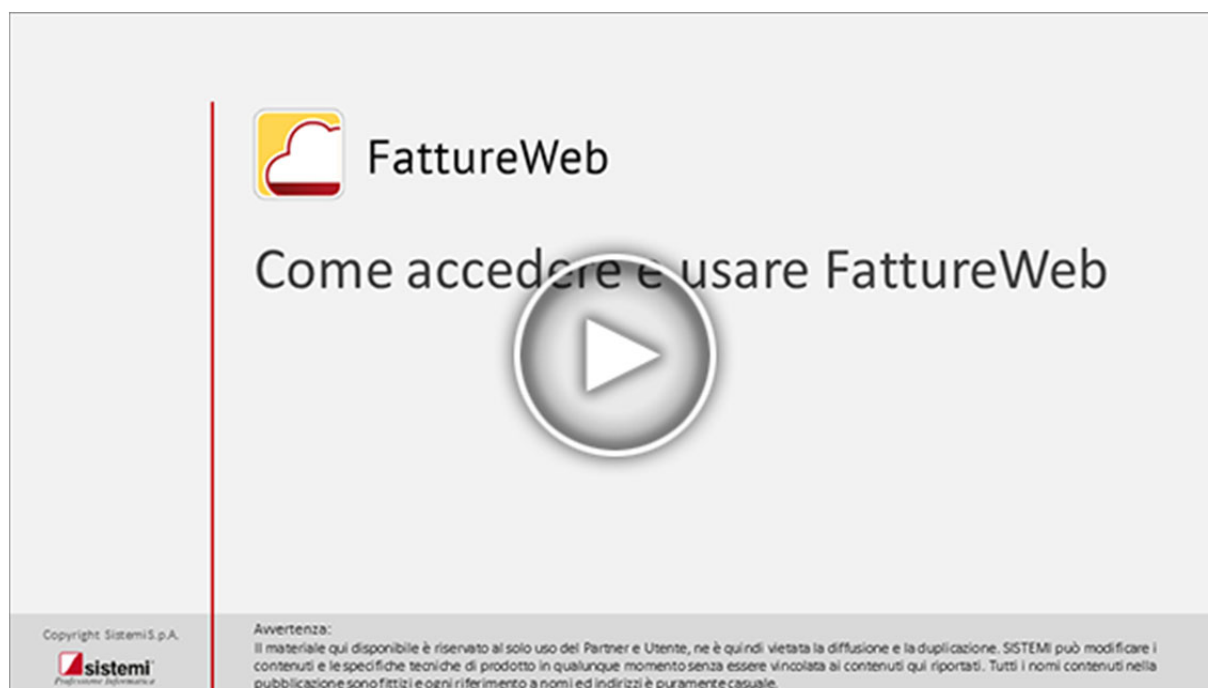 FattureWeb
Come accedere e usare FattureWeb
Copyright Sistemi S.p.A.
sistemi
Professione Informatica
Avvertenza:
Il materiale qui disponibile è riservato al solo uso del Partner e Utente, ne è quindi vietata la diffusione e la duplicazione. SISTEMI può modificare i
contenuti e le specifiche tecniche di prodotto in qualunque momento senza essere vincolata ai contenuti qui riportati. Tutti i nomi contenuti nella
pubblicazione sono fittizi e ogni riferimento a nomi ed indirizzi è puramente casuale.